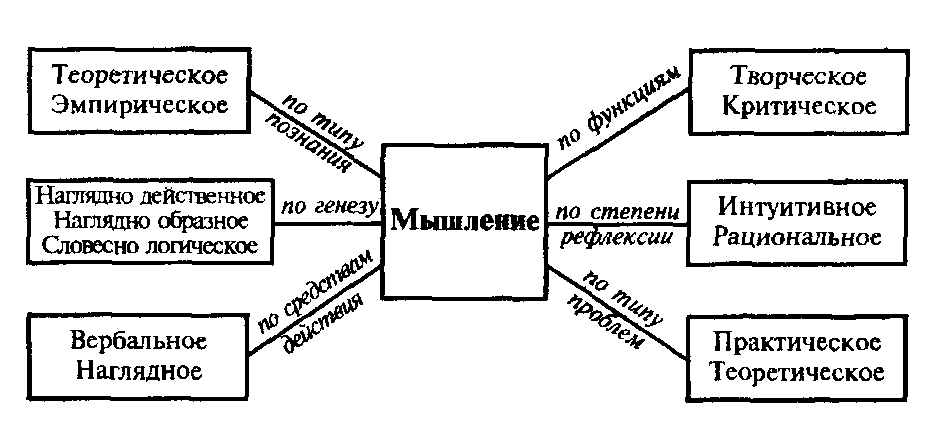 Теоретическое
Эмпирическое
по типу
познания
Наглядно действенное
Наглядно образное
Словесно логическое
по генезу
Вербальное
Наглядное
по средствам
действия
Мышление
по функциям
Творческое
Критическое
по степени
рефлексии
Интуитивное
Рациональное
по типу
проблем
Практическое
Теоретическое